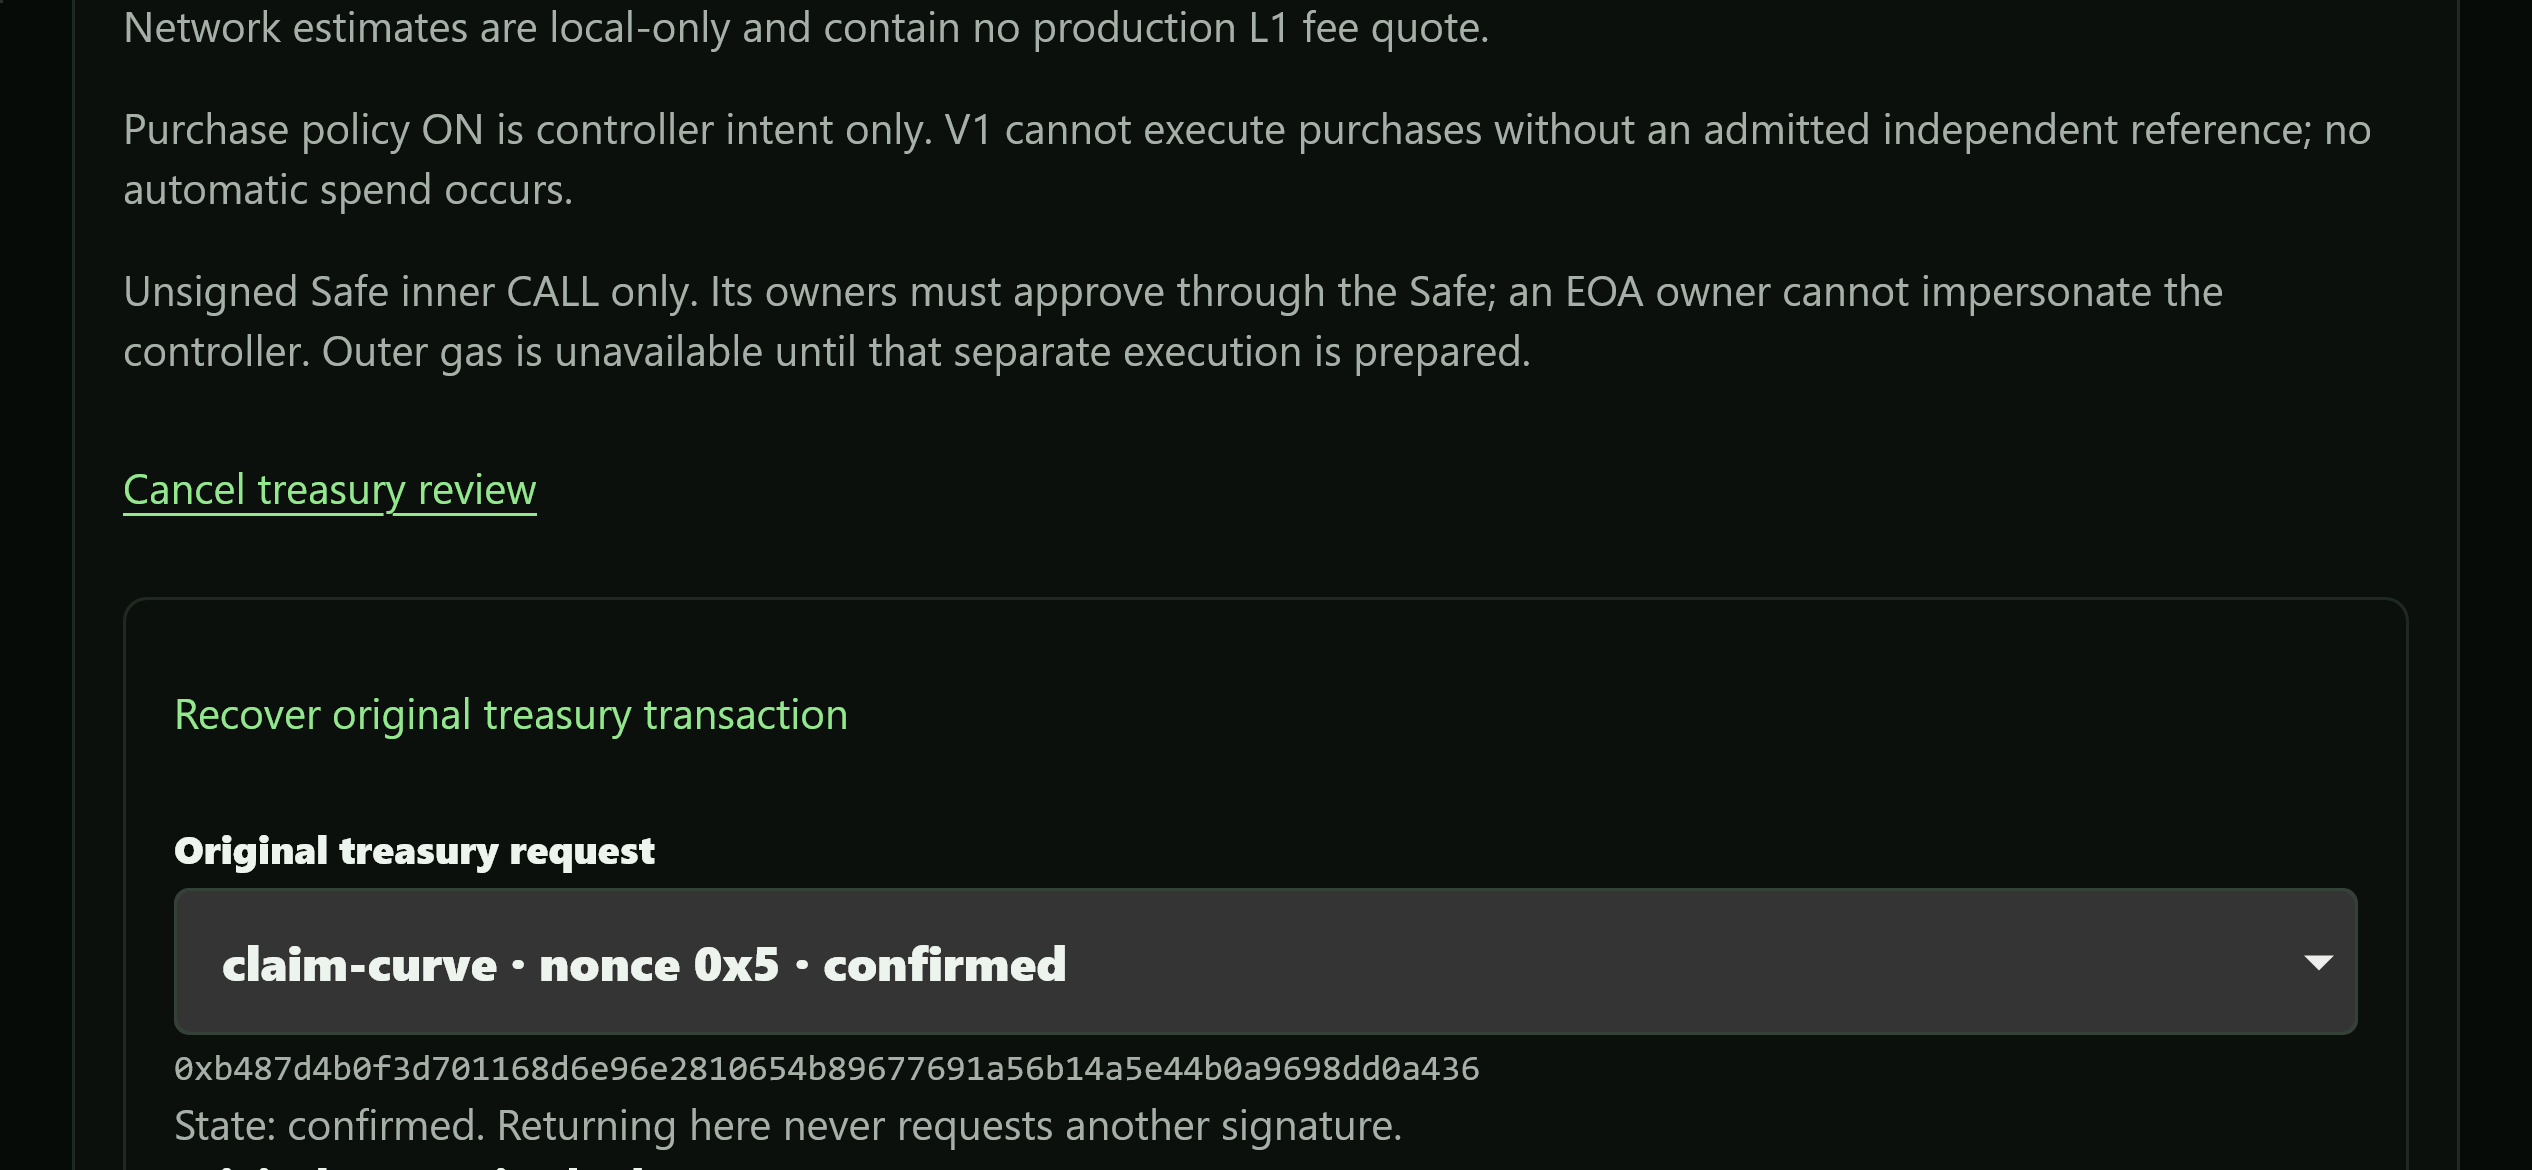 Network estimates are local-only and contain no production L1 fee quote.
Purchase policy ON is controller intent only. V1 cannot execute purchases without an admitted independent reference; no
automatic spend occurs.
Unsigned Safe inner CALL only. Its owners must approve through the Safe; an EOA owner cannot impersonate the
controller. Outer gas is unavailable until that separate execution is prepared.
Cancel treasury review
Recover original treasury transaction
Original treasury request
claim-curve · nonce 0x5 · confirmed
0xb487d4b0f3d701168d6e96e2810654b89677691a56b14a5e44b0a9698dd0a436
State: confirmed. Returning here never requests another signature.